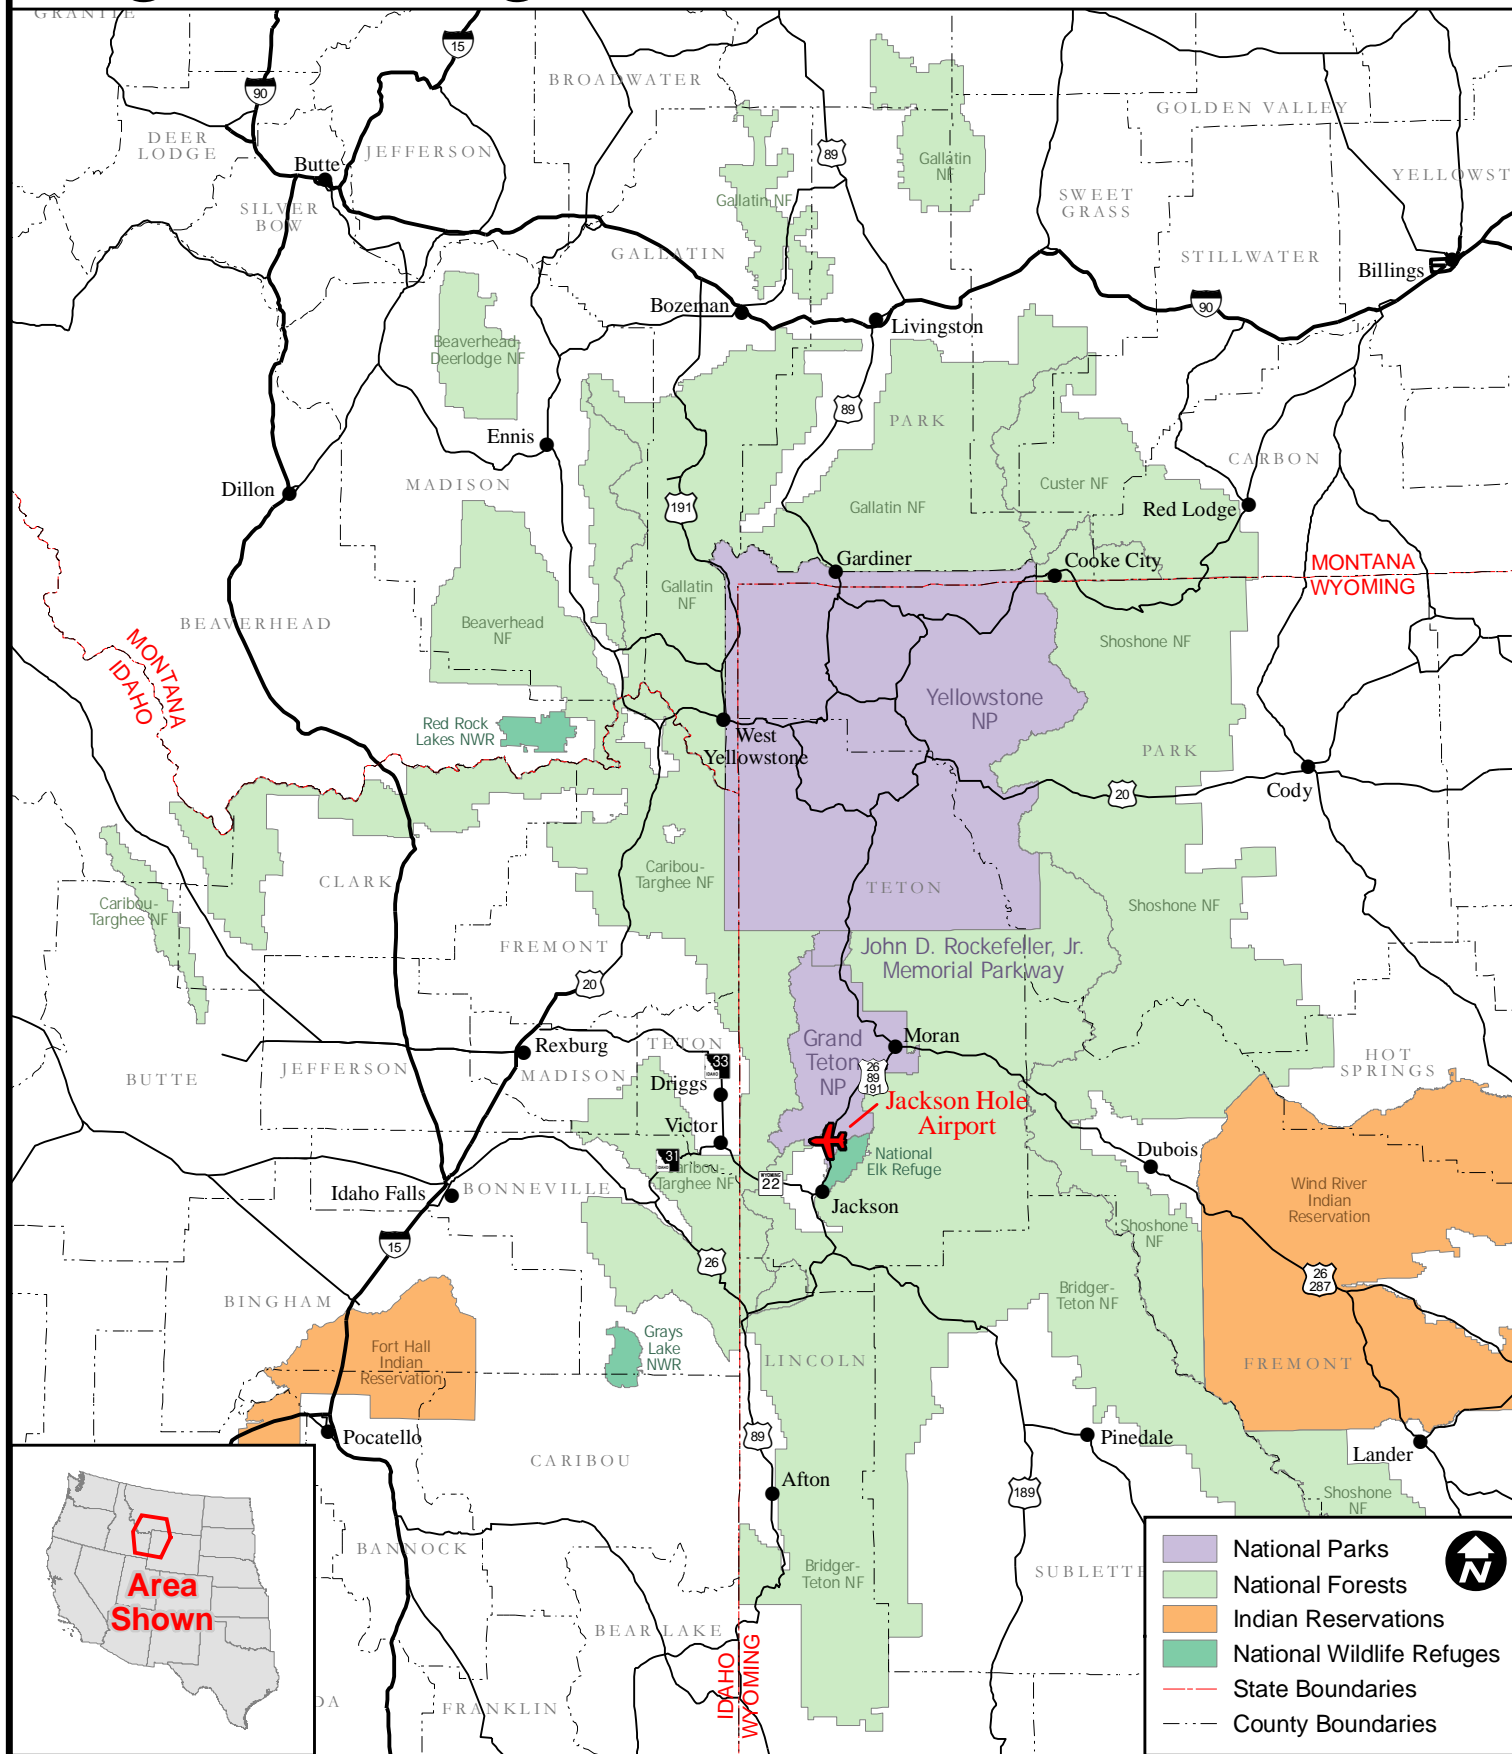 GRANITE
15
90
BROADWATER
GOLDEN VALLEY
DEER
LODGE
JEFFERSON
89
Gallatin
NF
Butte
YELLOWST
SWEET
GRASS
SILVER
BOW
Gallatin NF
GALLATIN
STILLWATER
Billings
Bozeman
90
Livingston
Beaverhead-
Deerlodge NF
89
PARK
Ennis
CARBON
Dillon
MADISON
Custer NF
191
Gallatin NF
Red Lodge
Gardiner
Cooke City
MONTANA
WYOMING
Gallatin
NF
BEAVERHEAD
Beaverhead
NF
Shoshone NF
MONTANA
IDAHO
Yellowstone
NP
Red Rock
Lakes NWR
West
Yellowstone
PARK
20
Cody
Caribou-
Targhee NF
CLARK
TETON
Caribou-
Targhee NF
Shoshone NF
FREMONT
John D. Rockefeller, Jr.
Memorial Parkway
20
Grand
Teton
NP
Moran
Rexburg
TETON
JEFFERSON
MADISON
BUTTE
HOT
SPRINGS
33
IDAHO
Driggs
26
89
191
Jackson Hole
Airport
Victor
National
Elk Refuge
Dubois
31
IDAHO
Caribou-
Targhee NF
WYOMING
22
Idaho Falls
BONNEVILLE
Jackson
Wind River
Indian
Reservation
Shoshone
NF
15
26
26
287
BINGHAM
Bridger-
Teton NF
Fort Hall
Indian
Reservation
Grays
Lake
NWR
LINCOLN
FREMONT
Pocatello
89
Pinedale
Lander
CARIBOU
Afton
189
Shoshone
NF
BANNOCK
Bridger-
Teton NF
SUBLETTE
BEAR LAKE
IDAHO
WYOMING
DA
FRANKLIN
Area
Shown
National Parks
National Forests
Indian Reservations
National Wildlife Refuges
State Boundaries
County Boundaries
N